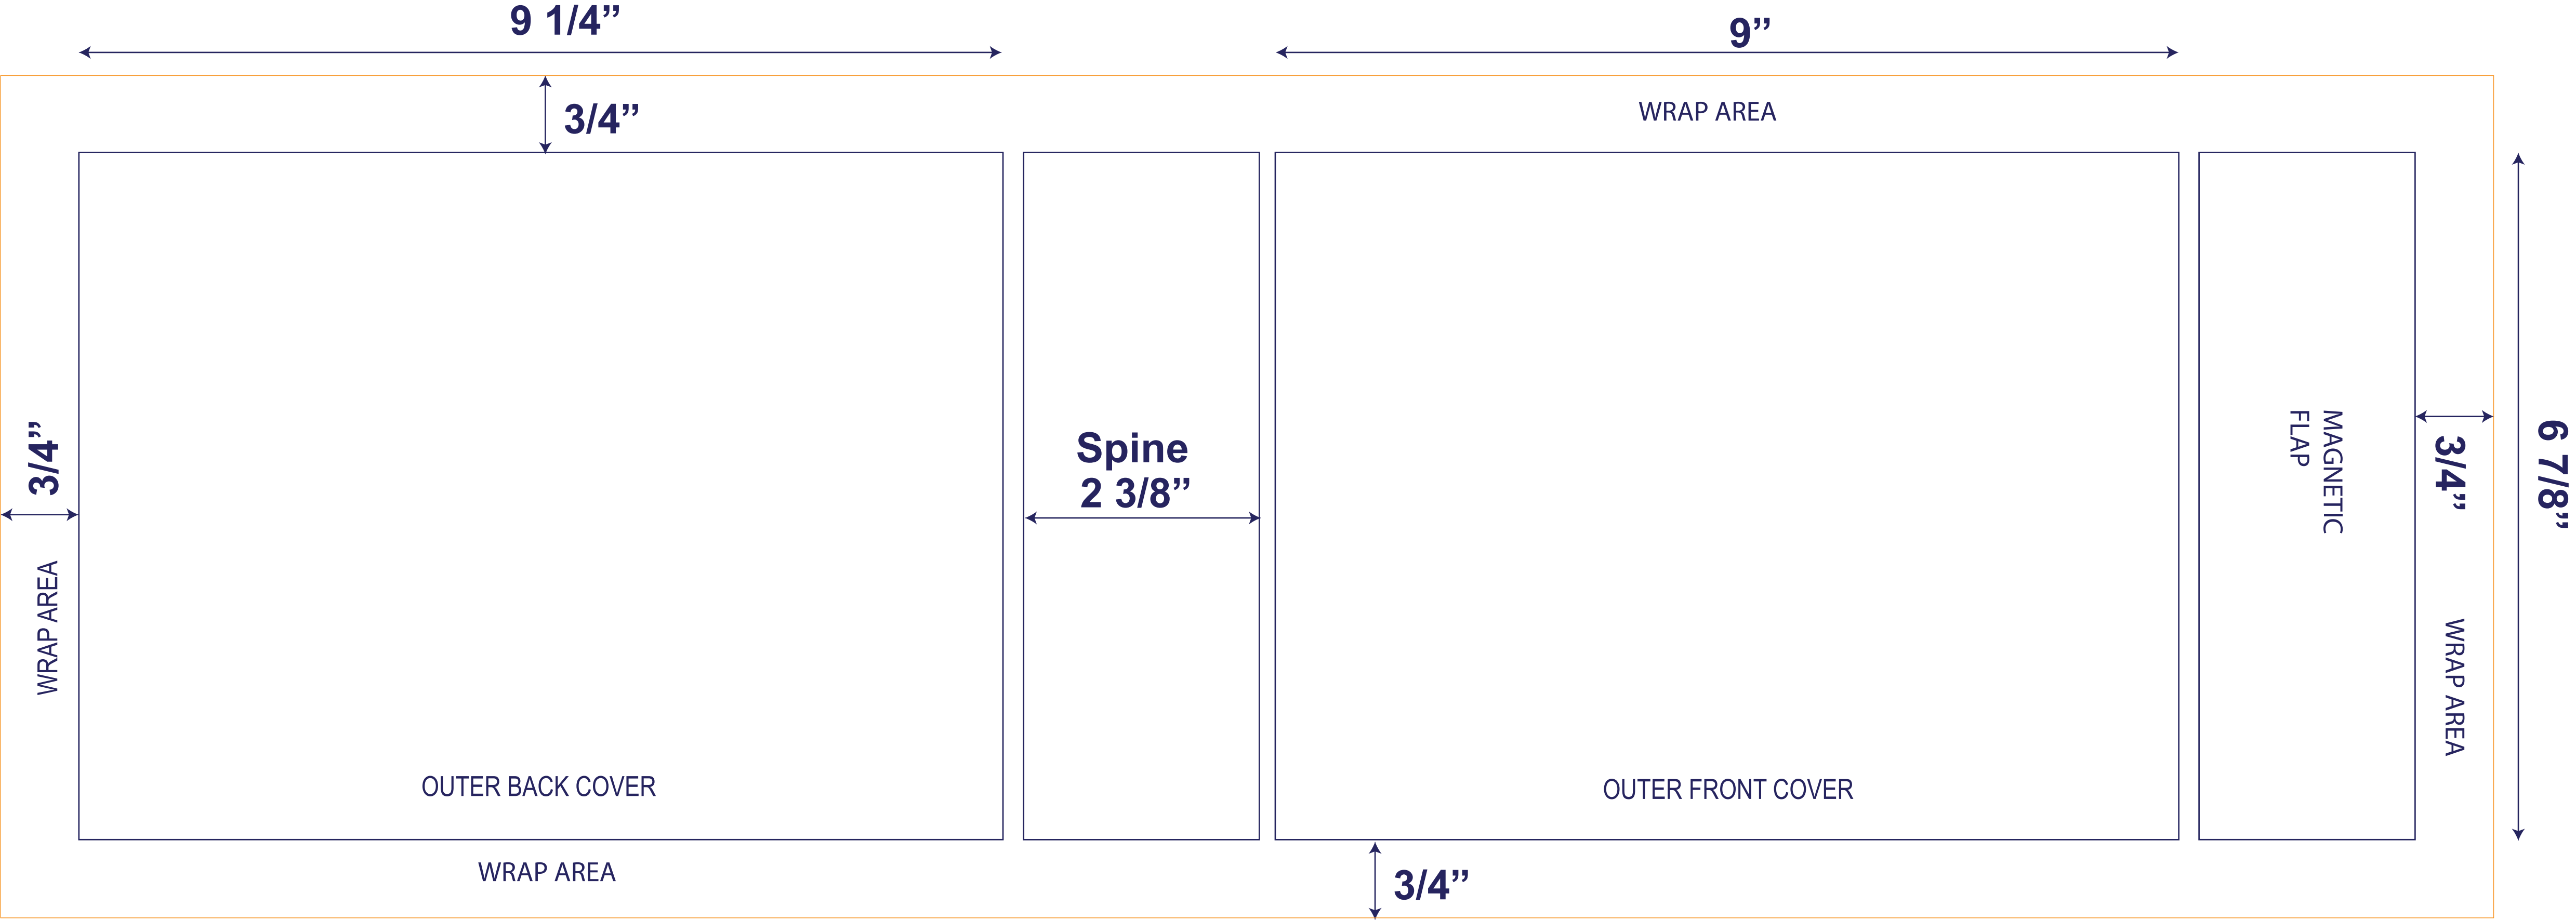 9 1/4”
9”
3/4”
WRAP AREA
3/4”
WRAP AREA
Spine
2 3/8”
MAGNETIC
FLAP
3/4”
WRAP AREA
6 7/8”
OUTER BACK COVER
OUTER FRONT COVER
WRAP AREA
3/4”